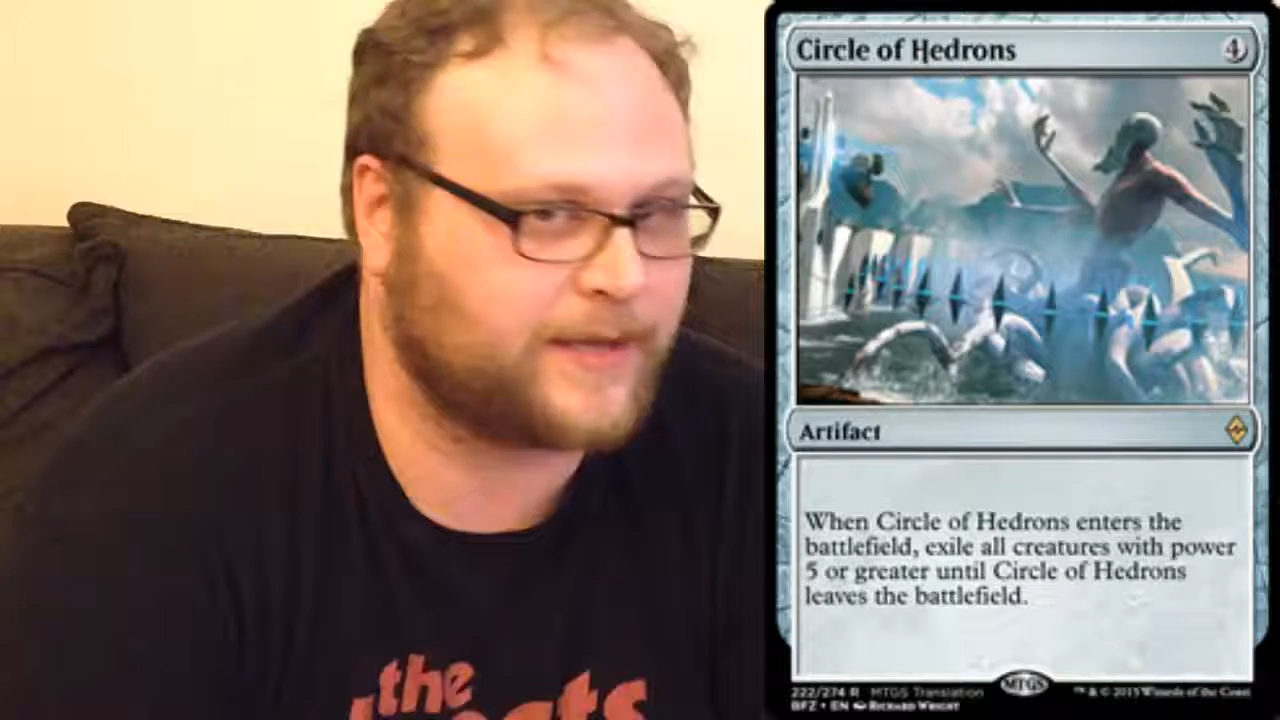 Circle of Hedrons 4
Artifact
When Circle of Hedrons enters the
battlefield, exile all creatures with power
5 or greater until Circle of Hedrons
leaves the battlefield.
222/274 R MTGS Translation
MTGS
™ & © 2015 Wizards of the Coast
BFZ • EN Richard Wright
the